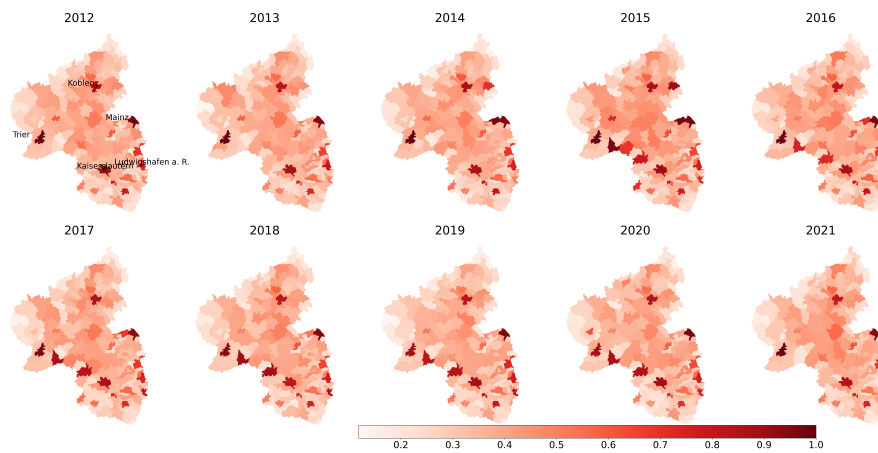 2012 2013 2014 2015 2016
Koblenz
Mainz
Trier
Ludwigshafen a. R.
Kaiserslautern
2017 2018 2019 2020 2021
0.2 0.3 0.4 0.5 0.6 0.7 0.8 0.9 1.0